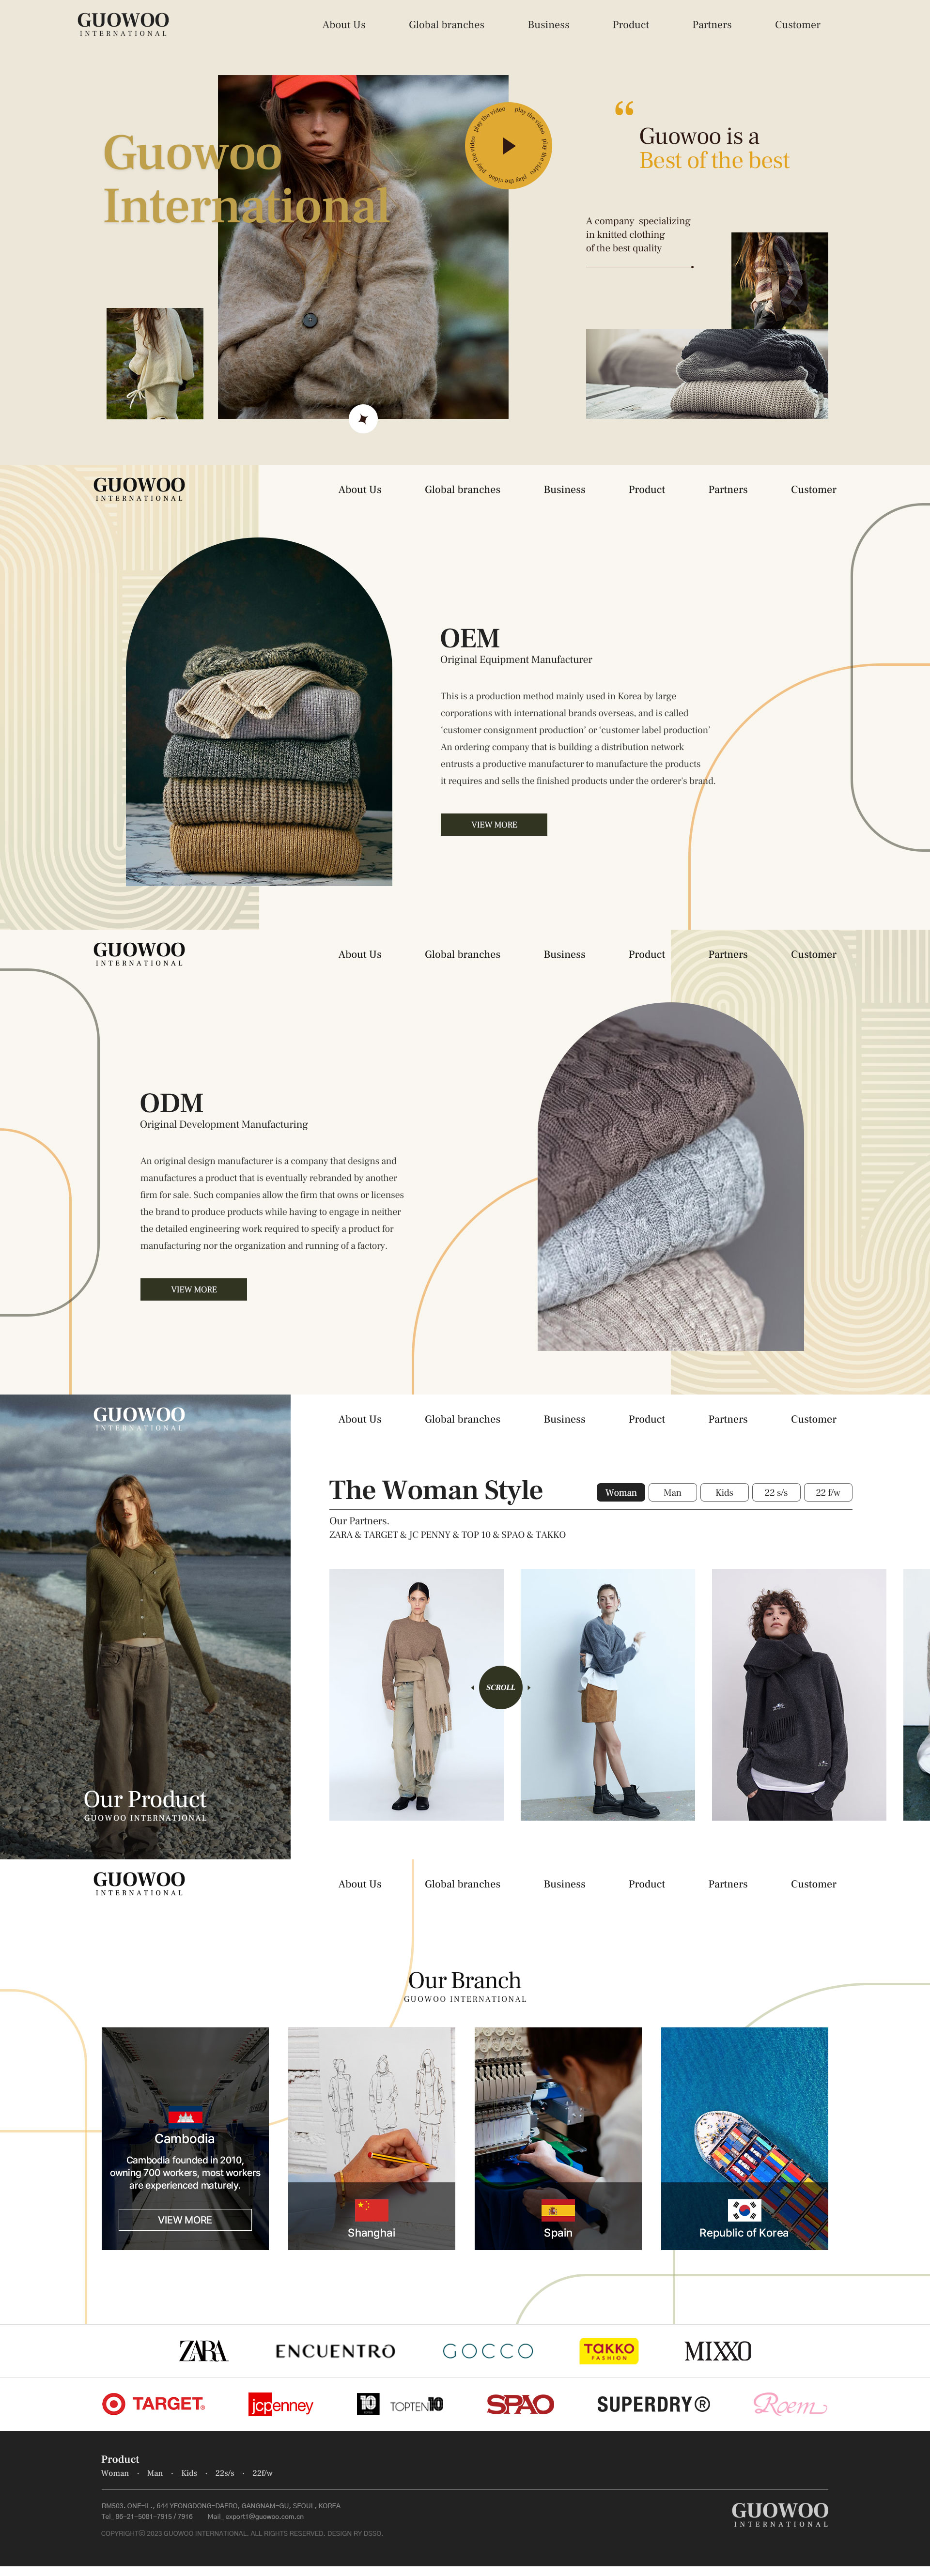 GUOWOO
INTERNATIONAL
About Us
Global branches
Business
Product
Partners
Customer
Guowoo
International
play the video play the video play the video play the video play the video
“
Guowoo is a
Best of the best
A company specializing
in knitted clothing
of the best quality
GUOWOO
INTERNATIONAL
About Us
Global branches
Business
Product
Partners
Customer
OEM
Original Equipment Manufacturer
This is a production method mainly used in Korea by large
corporations with international brands overseas, and is called
'customer consignment production' or 'customer label production'
An ordering company that is building a distribution network
entrusts a productive manufacturer to manufacture the products
it requires and sells the finished products under the orderer's brand.
VIEW MORE
GUOWOO
INTERNATIONAL
About Us
Global branches
Business
Product
Partners
Customer
ODM
Original Development Manufacturing
An original design manufacturer is a company that designs and
manufactures a product that is eventually rebranded by another
firm for sale. Such companies allow the firm that owns or licenses
the brand to produce products while having to engage in neither
the detailed engineering work required to specify a product for
manufacturing nor the organization and running of a factory.
VIEW MORE
GUOWOO
INTERNATIONAL
About Us
Global branches
Business
Product
Partners
Customer
The Woman Style
Woman
Man
Kids
22 s/s
22 f/w
Our Partners.
ZARA & TARGET & JC PENNY & TOP 10 & SPAO & TAKKO
SCROLL
Our Product
GUOWOO INTERNATIONAL
GUOWOO
INTERNATIONAL
About Us
Global branches
Business
Product
Partners
Customer
Our Branch
GUOWOO INTERNATIONAL
Cambodia
Cambodia founded in 2010,
owning 700 workers, most workers
are experienced maturely.
VIEW MORE
Shanghai
Spain
Republic of Korea
ZARA
ENCUENTRO
GOCCO
TAKKO
FASHION
MIXXO
TARGET
jcpenney
10
TOPTEN10
SPAO
SUPERDRY®
Roem
Product
Woman · Man · Kids · 22s/s · 22f/w
RM503. ONE-IL., 644 YEONGDONG-DAERO, GANGNAM-GU, SEOUL, KOREA
Tel_ 86-21-5081-7915 / 7916 Mail_ export1@guowoo.com.cn
COPYRIGHTⓒ 2023 GUOWOO INTERNATIONAL. ALL RIGHTS RESERVED. DESIGN BY DSSO.
GUOWOO
INTERNATIONAL